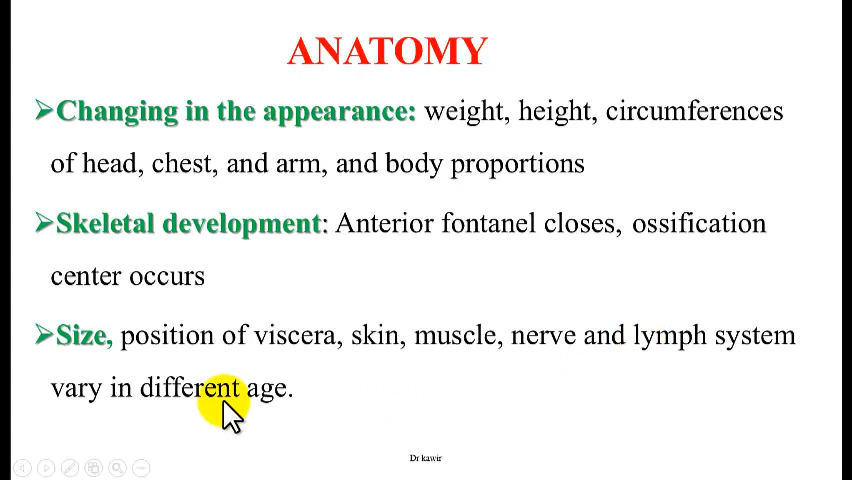 ANATOMY
➢Changing in the appearance: weight, height, circumferences
of head, chest, and arm, and body proportions
➢Skeletal development: Anterior fontanel closes, ossification
center occurs
➢Size, position of viscera, skin, muscle, nerve and lymph system
vary in different age.
Dr kawir